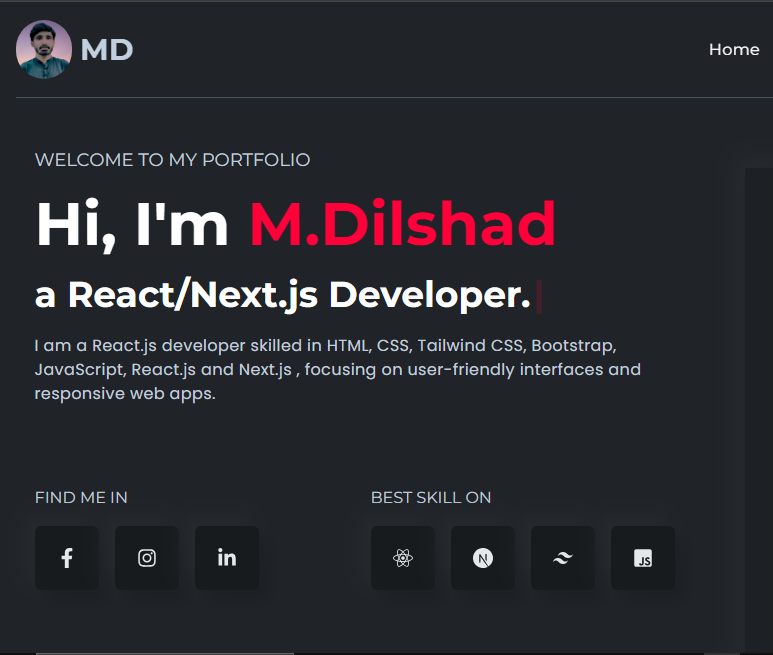 MD
Home
WELCOME TO MY PORTFOLIO
Hi, I'm M.Dilshad
a React/Next.js Developer.
I am a React.js developer skilled in HTML, CSS, Tailwind CSS, Bootstrap,
JavaScript, React.js and Next.js , focusing on user-friendly interfaces and
responsive web apps.
FIND ME IN
BEST SKILL ON
f
in
N
JS